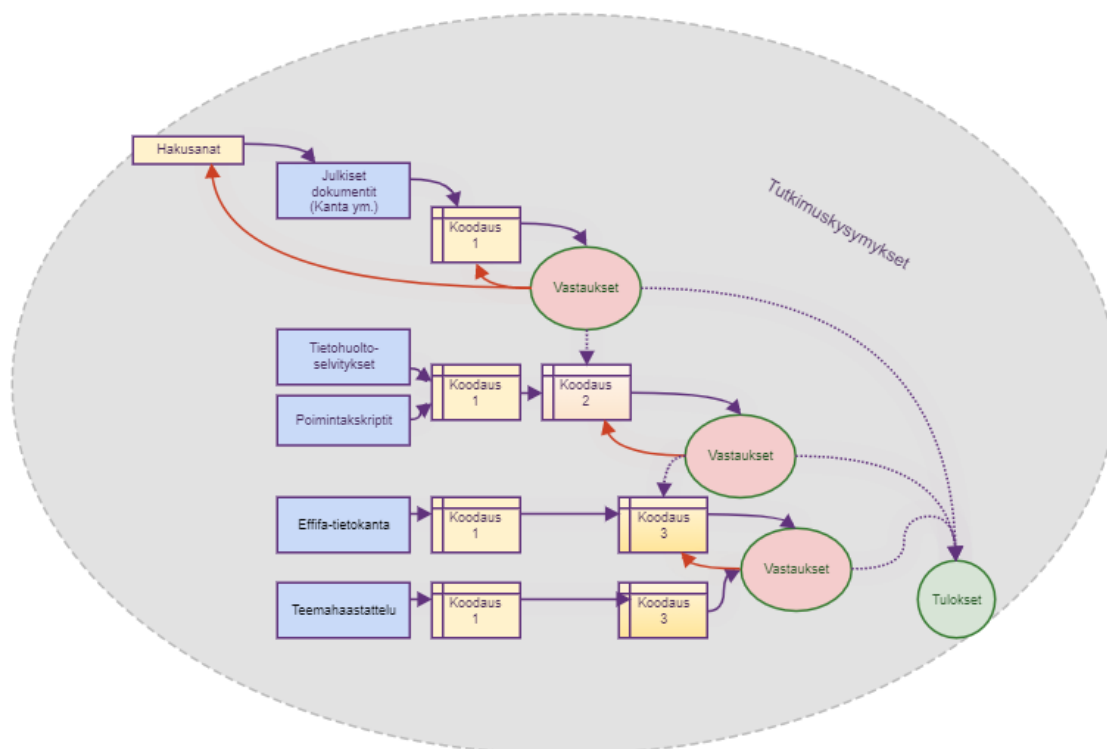 Hakusanat
Julkiset
dokumentit
(Kanta ym.)
Koodaus
1
Vastaukset
Tutkimuskysymykset
Tietohuolto-
selvitykset
Poimintakskriptit
Koodaus
1
Koodaus
2
Vastaukset
Effifa-tietokanta
Koodaus
1
Koodaus
3
Vastaukset
Teemahaastattelu
Koodaus
1
Koodaus
3
Tulokset